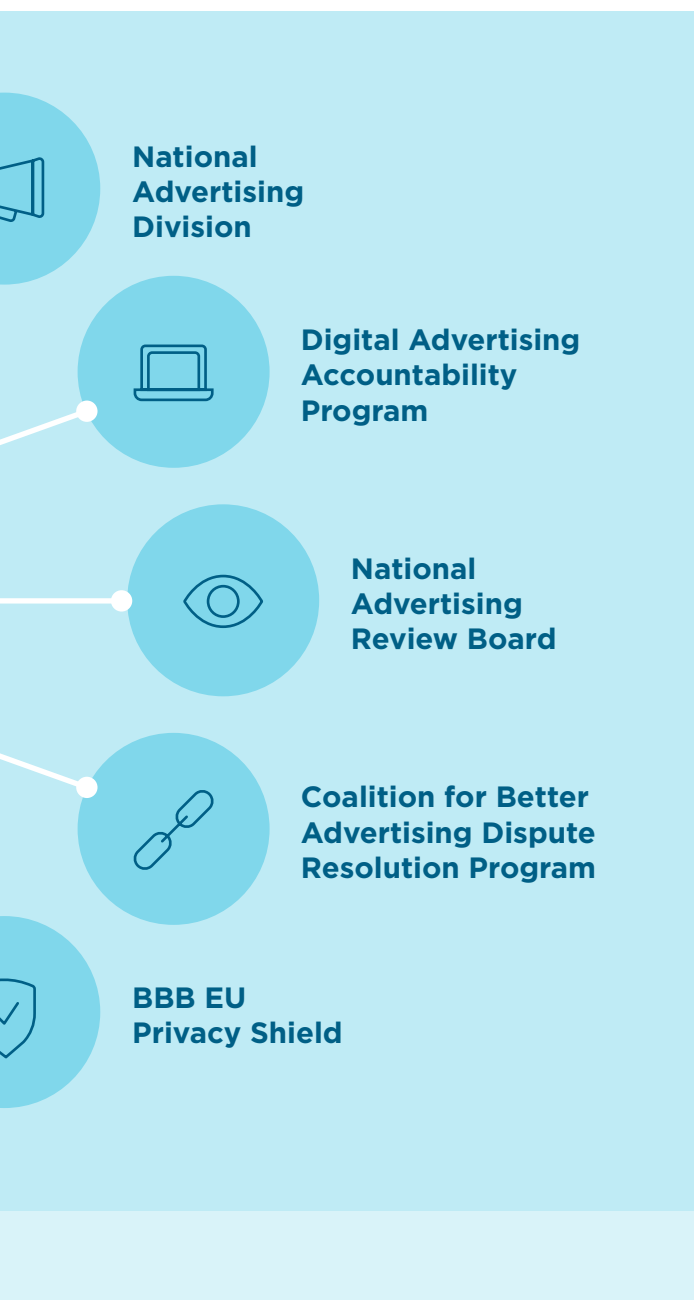 National
Advertising
Division
Digital Advertising
Accountability
Program
National
Advertising
Review Board
Coalition for Better
Advertising Dispute
Resolution Program
BBB EU
Privacy Shield